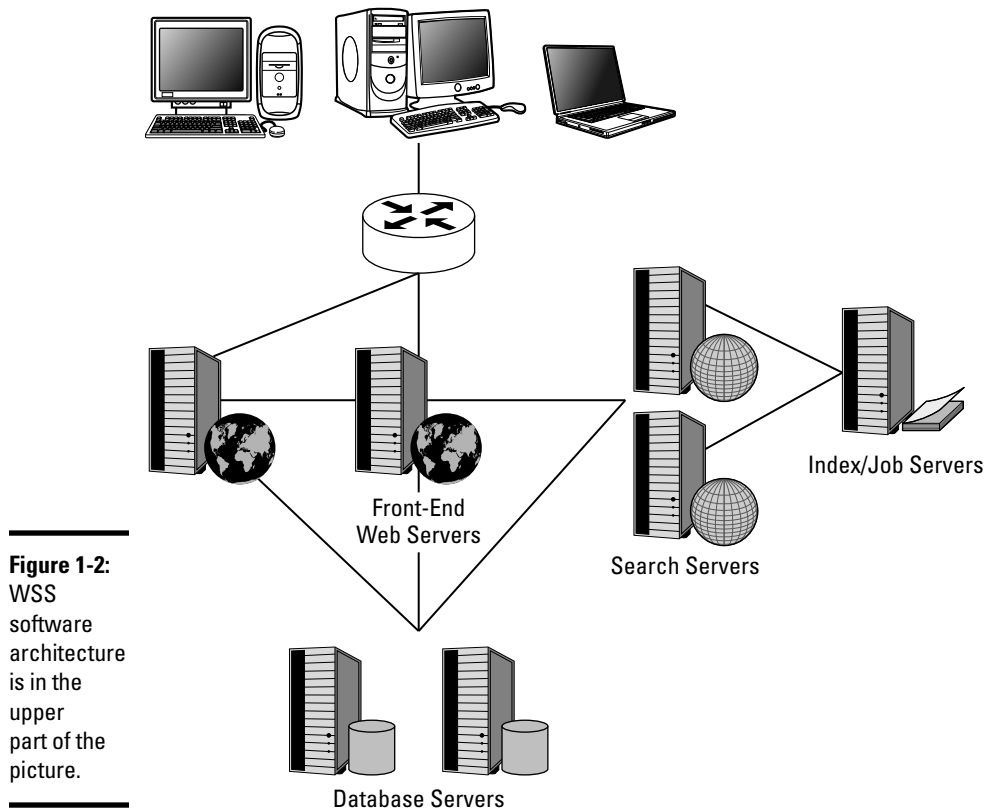 Front-End
Web Servers
Index/Job Servers
Search Servers
Figure 1-2:
WSS
software
architecture
is in the
upper
part of the
picture.
Database Servers